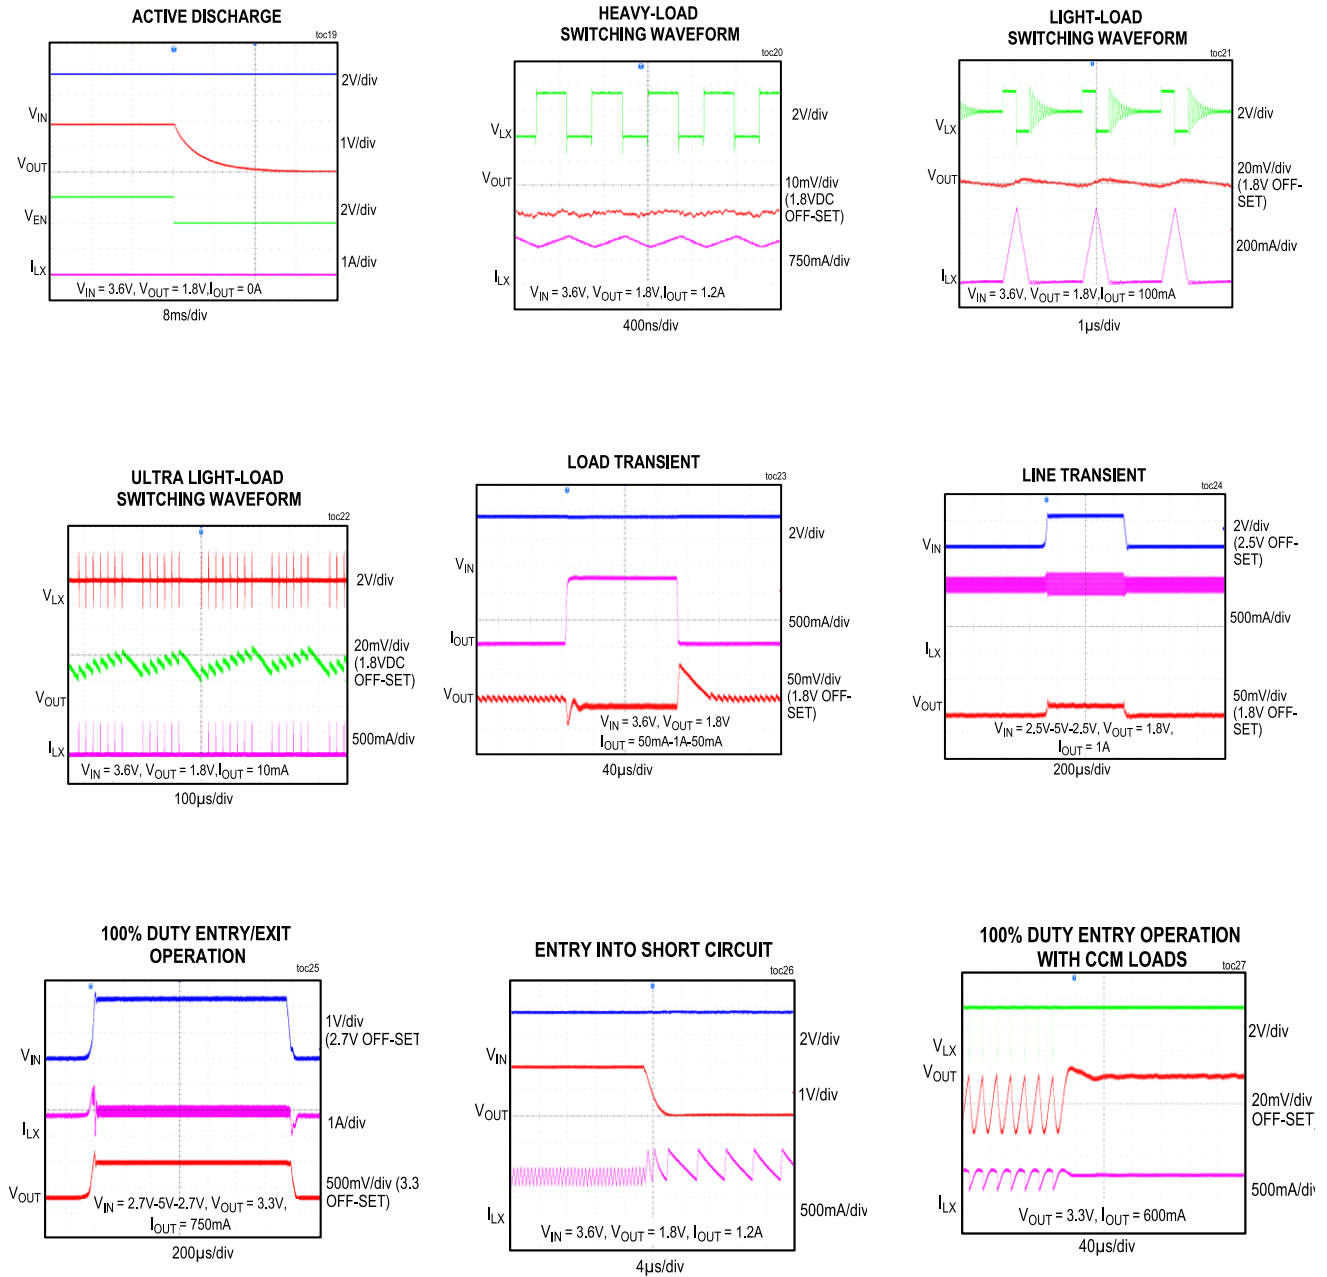 ACTIVE DISCHARGE
toc19
2V/div
VIN
1V/div
VOUT
2V/div
VEN
1A/div
ILX
VIN = 3.6V, VOUT = 1.8V,IOUT = 0A
8ms/div
HEAVY-LOAD
SWITCHING WAVEFORM
toc20
2V/div
VLX
VOUT
10mV/div
(1.8VDC
OFF-SET)
750mA/div
ILX
VIN = 3.6V, VOUT = 1.8V,IOUT = 1.2A
400ns/div
LIGHT-LOAD
SWITCHING WAVEFORM
toc21
2V/div
VLX
VOUT
20mV/div
(1.8V OFF-
SET)
200mA/div
ILX
VIN = 3.6V, VOUT = 1.8V,IOUT = 100mA
1µs/div
ULTRA LIGHT-LOAD
SWITCHING WAVEFORM
toc22
2V/div
VLX
20mV/div
(1.8VDC
OFF-SET)
VOUT
500mA/div
ILX
VIN = 3.6V, VOUT = 1.8V,IOUT = 10mA
100µs/div
LOAD TRANSIENT
toc23
2V/div
VIN
500mA/div
IOUT
50mV/div
(1.8V OFF-
SET)
VOUT
VIN = 3.6V, VOUT = 1.8V
IOUT = 50mA-1A-50mA
40µs/div
LINE TRANSIENT
toc24
2V/div
(2.5V OFF-
SET)
VIN
500mA/div
ILX
50mV/div
(1.8V OFF-
SET)
VOUT
VIN = 2.5V-5V-2.5V, VOUT = 1.8V,
IOUT = 1A
200µs/div
100% DUTY ENTRY/EXIT
OPERATION
toc25
1V/div
(2.7V OFF-SET
VIN
1A/div
ILX
500mV/div (3.3
OFF-SET)
VOUT
VIN = 2.7V-5V-2.7V, VOUT = 3.3V,
IOUT = 750mA
200µs/div
ENTRY INTO SHORT CIRCUIT
toc26
2V/div
VIN
1V/div
VOUT
500mA/div
ILX
VIN = 3.6V, VOUT = 1.8V, IOUT = 1.2A
4µs/div
100% DUTY ENTRY OPERATION
WITH CCM LOADS
toc27
2V/div
VLX
VOUT
20mV/div
OFF-SET
500mA/div
ILX
VOUT = 3.3V, IOUT = 600mA
40µs/div